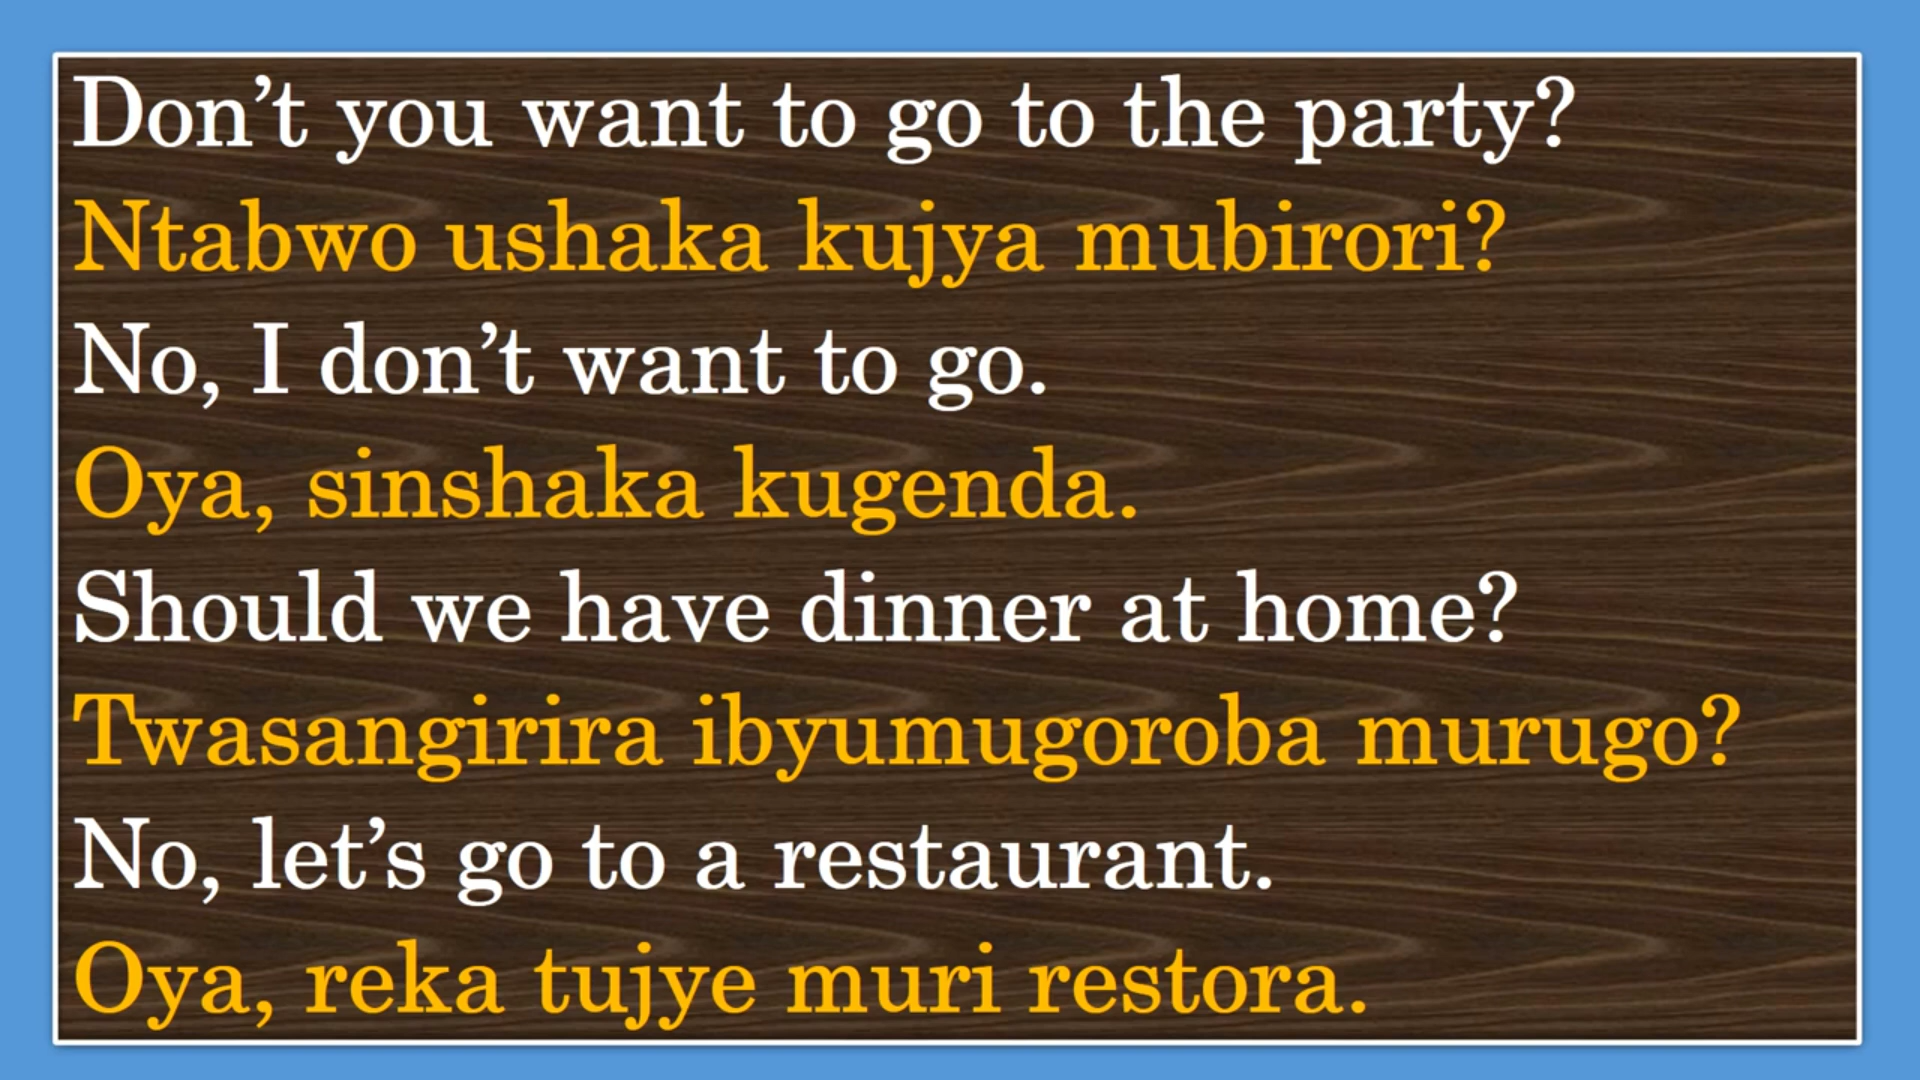 Don’t you want to go to the party?
Ntabwo ushaka kujya mubirori?
No, I don’t want to go.
Oya, sinshaka kugenda.
Should we have dinner at home?
Twasangirira ibyumugoroba murugo?
No, let’s go to a restaurant.
Oya, reka tujye muri restora.